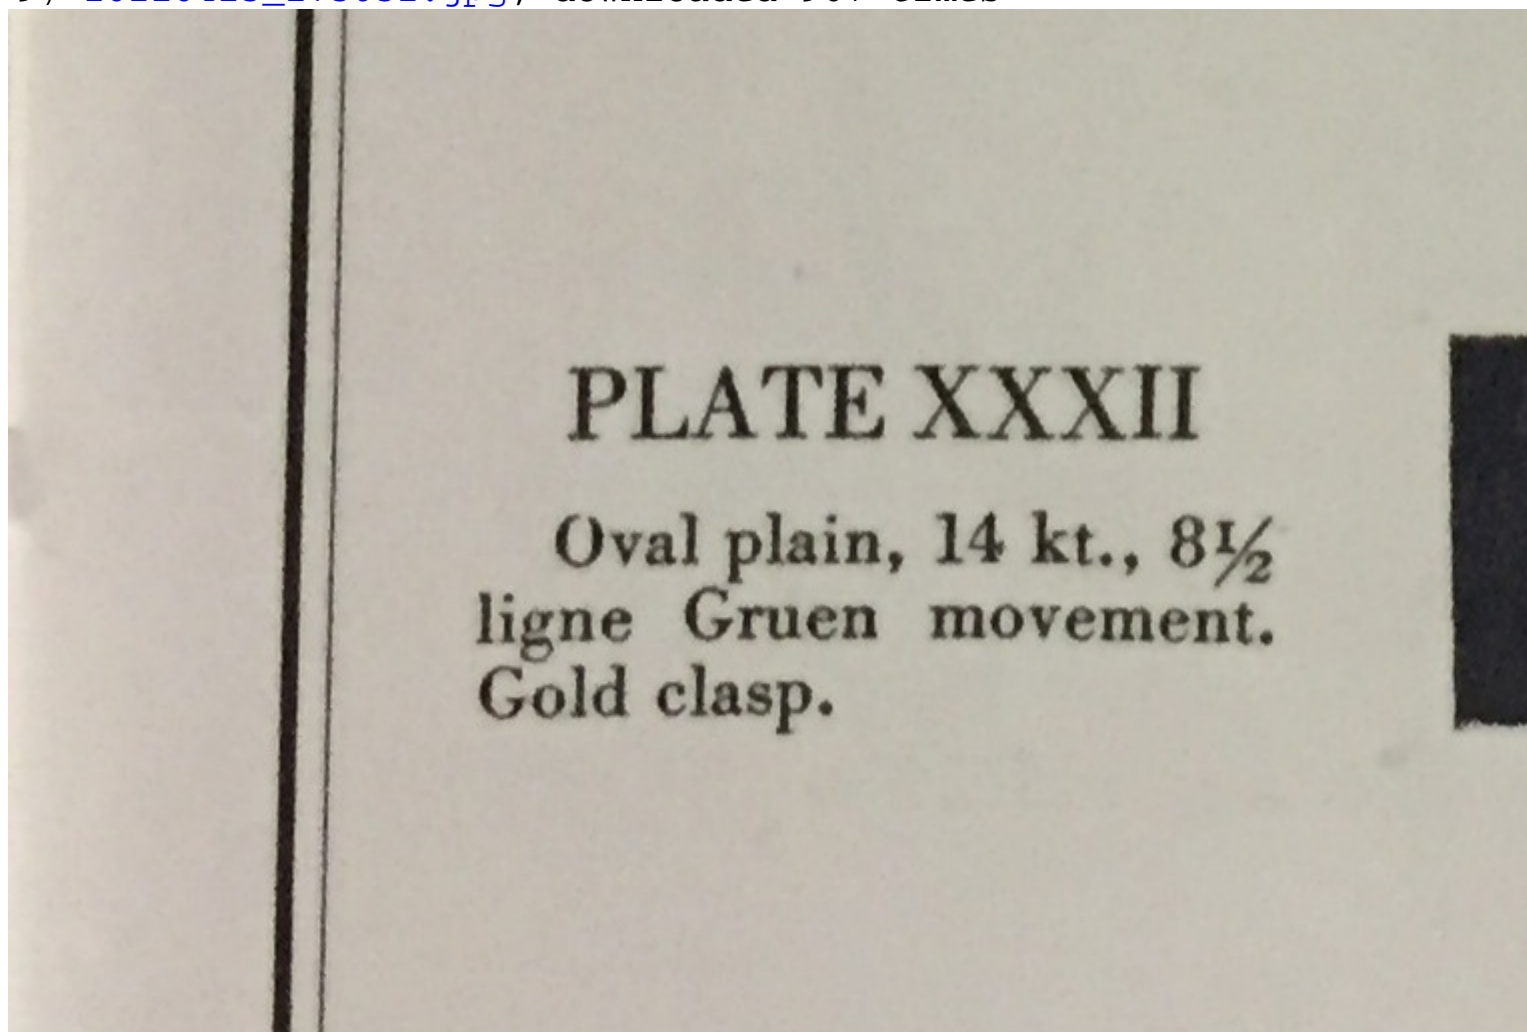 PLATE XXXII
Oval plain, 14 kt., 8½
ligne Gruen movement.
Gold clasp.